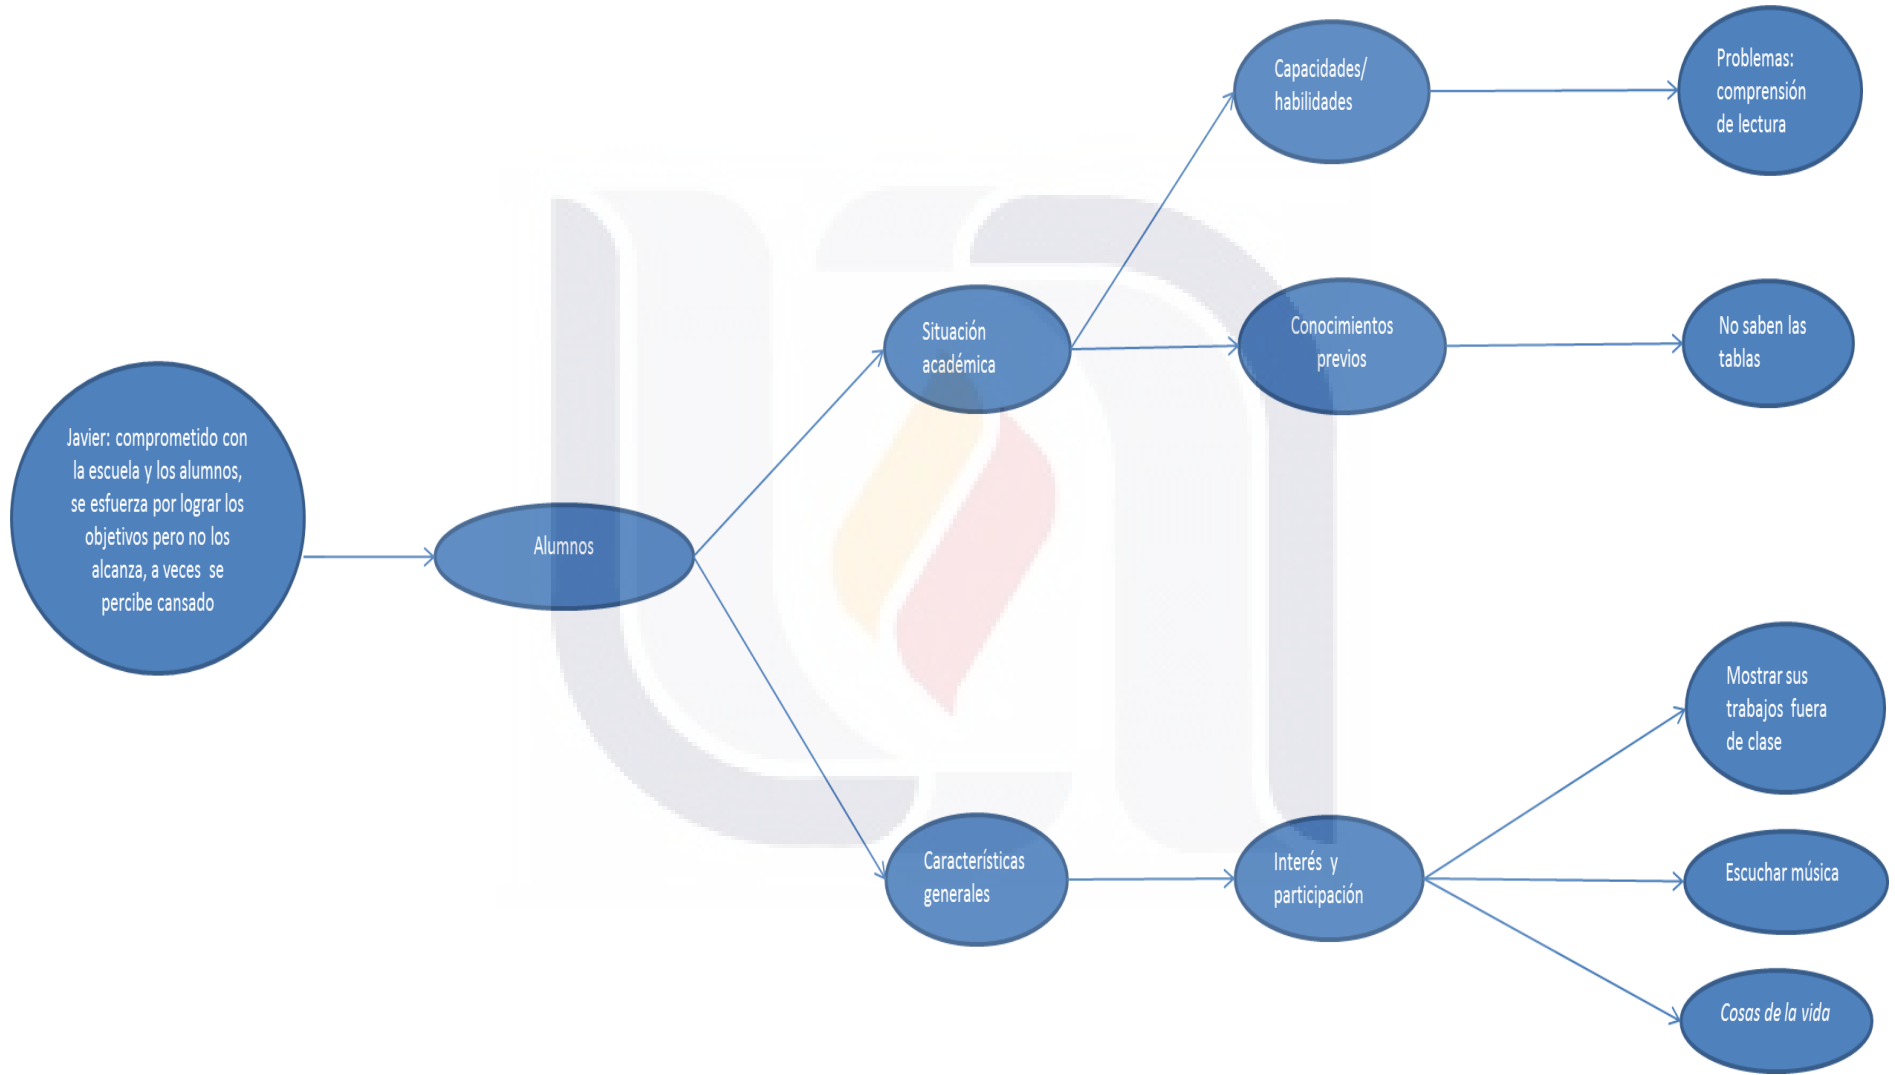 Javier: comprometido con
la escuela y los alumnos,
se esfuerza por lograr los
objetivos pero no los
alcanza, a veces se
percibe cansado
Alumnos
Situación
académica
Capacidades/
habilidades
Problemas:
comprensión
de lectura
Conocimientos
previos
No saben las
tablas
Características
generales
Interés y
participación
Mostrar sus
trabajos fuera
de clase
Escuchar música
Cosas de la vida